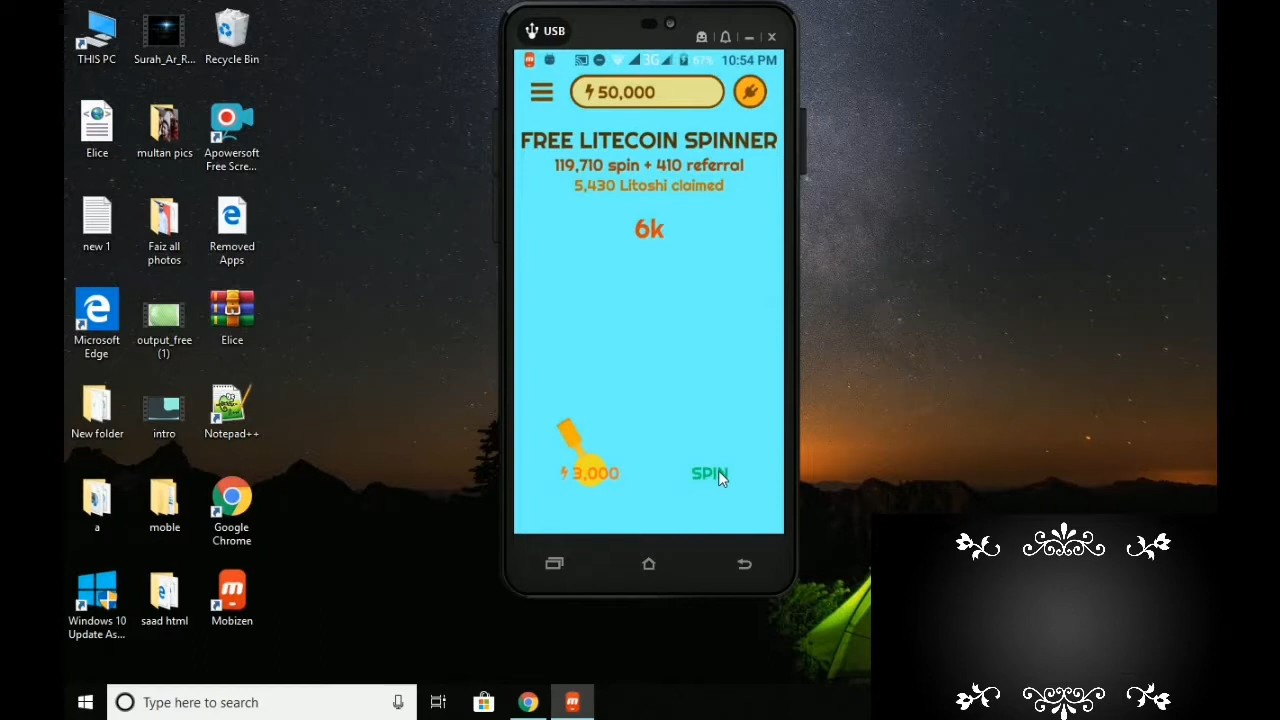 THIS PC
Surah_Ar_R...
Recycle Bin
Elice
multan pics
Apowersoft
Free Scre...
new 1
Faiz all
photos
Removed
Apps
Microsoft
Edge
output_free
(1)
Elice
New folder
intro
Notepad++
a
moble
Google
Chrome
Windows 10
Update As...
saad html
Mobizen
USB
3G 67% 10:54 PM
50,000
FREE LITECOIN SPINNER
119,710 spin + 410 referral
5,430 Litoshi claimed
6k
3,000
SPIN
Type here to search